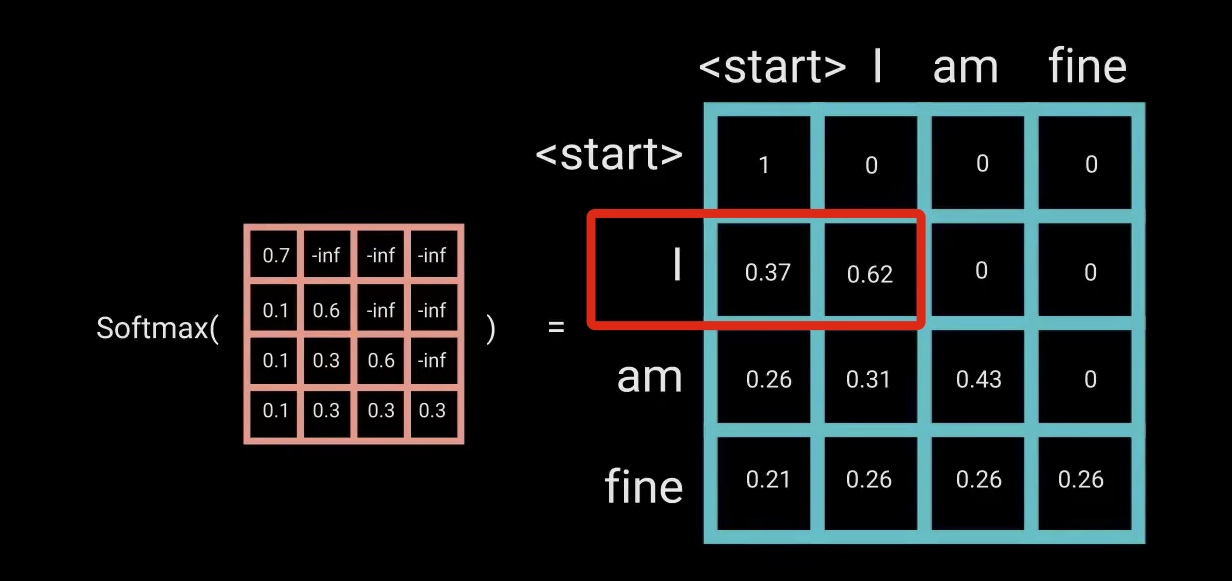 <start> I am fine
<start> 1 0 0 0
I 0.37 0.62 0 0
am 0.26 0.31 0.43 0
fine 0.21 0.26 0.26 0.26
Softmax(
0.7 -inf -inf -inf
0.1 0.6 -inf -inf
0.1 0.3 0.6 -inf
0.1 0.3 0.3 0.3
) =